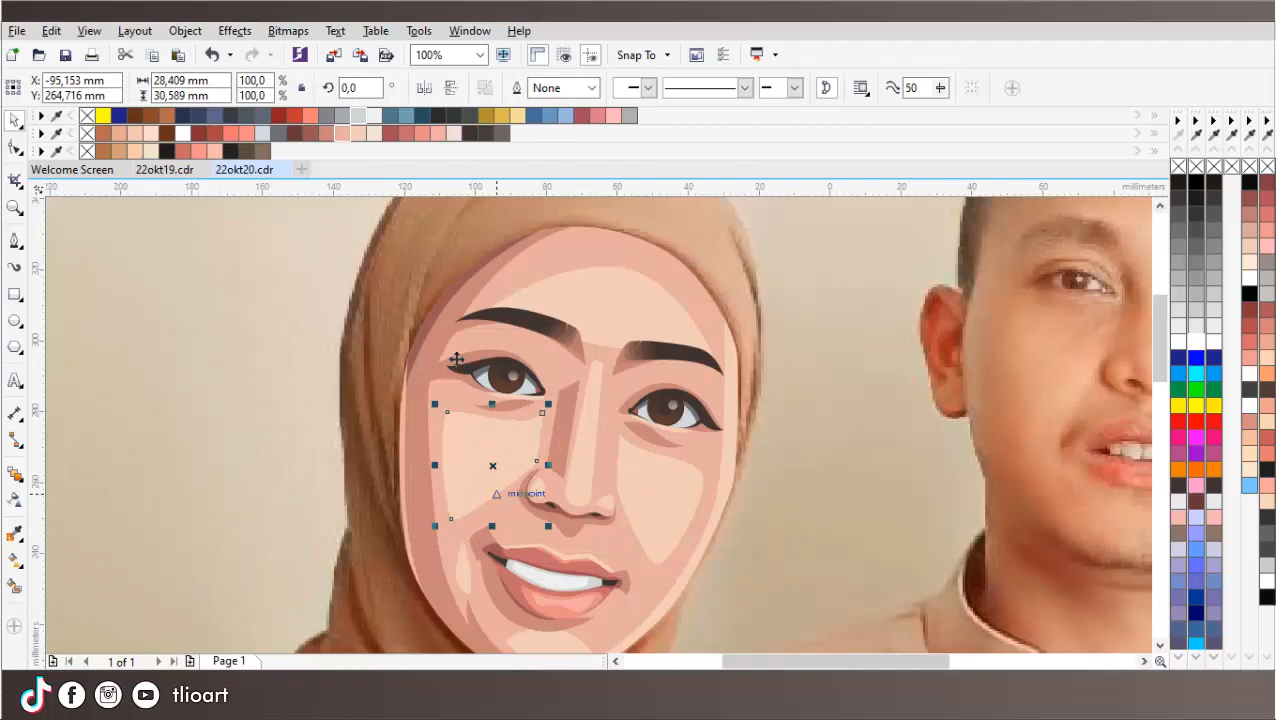 File Edit View Layout Object Effects Bitmaps Text Table Tools Window Help
100% Snap To
X: -95,153 mm 28,409 mm 100,0 % 0,0 None 50
Y: 264,716 mm 30,589 mm 100,0 %
Welcome Screen 22okt19.cdr 22okt20.cdr
200 180 160 140 120 100 80 60 40 20 0 20 40 60 millimeters
midpoint
1 of 1 Page 1
tlioart